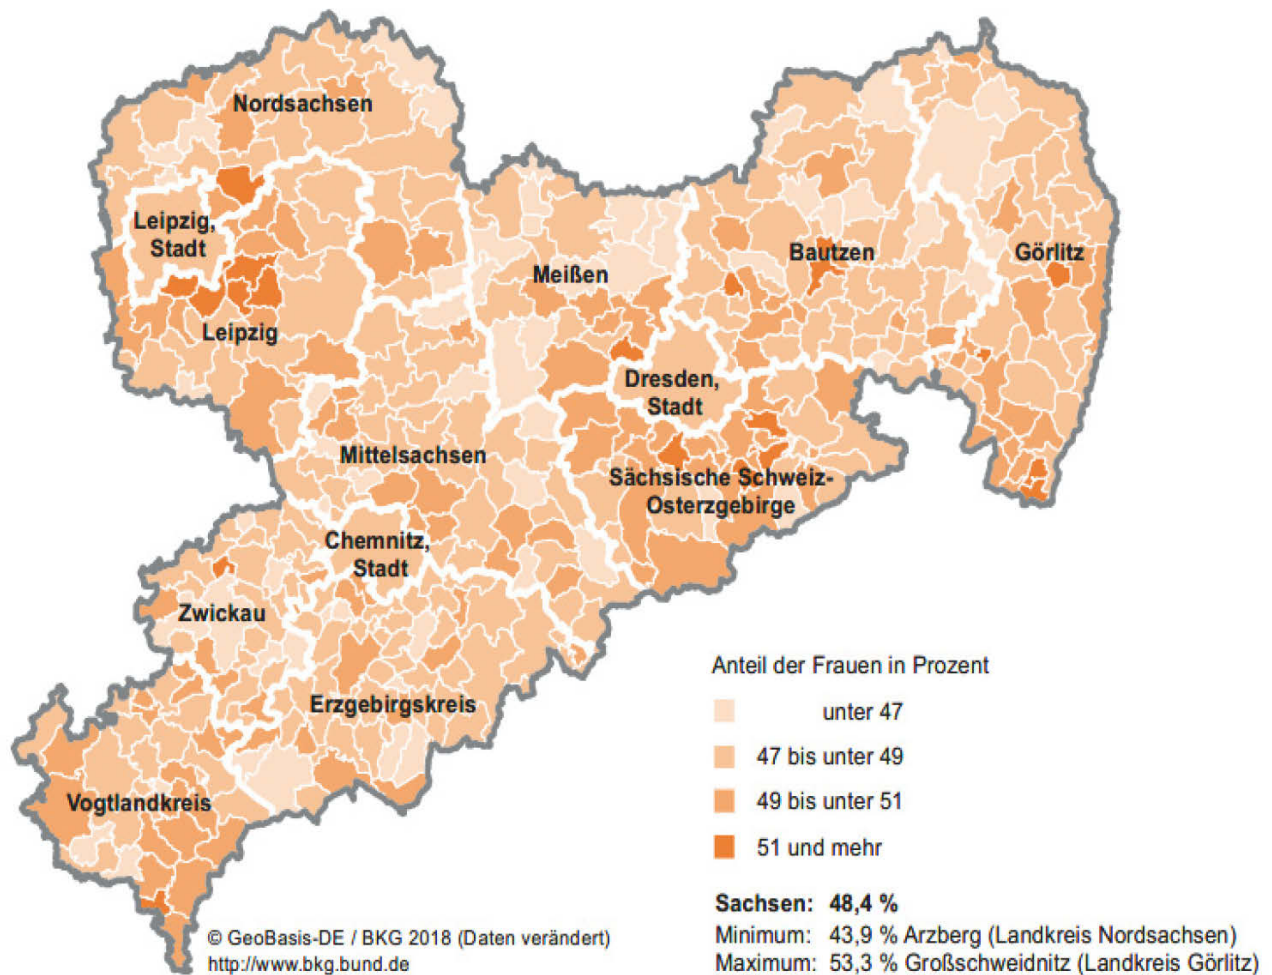 Nordsachsen
Leipzig,
Stadt
Leipzig
Meißen
Bautzen
Görlitz
Dresden,
Stadt
Mittelsachsen
Sächsische Schweiz-
Osterzgebirge
Chemnitz,
Stadt
Zwickau
Erzgebirgskreis
Vogtlandkreis
Anteil der Frauen in Prozent
unter 47
47 bis unter 49
49 bis unter 51
51 und mehr
Sachsen: 48,4 %
Minimum: 43,9 % Arzberg (Landkreis Nordsachsen)
Maximum: 53,3 % Großschweidnitz (Landkreis Görlitz)
© GeoBasis-DE / BKG 2018 (Daten verändert)
http://www.bkg.bund.de